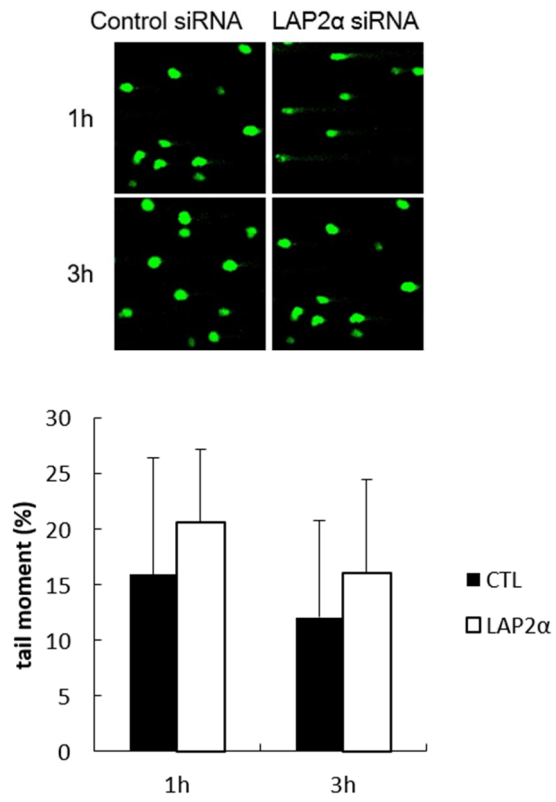 Control siRNA LAP2α siRNA
1h
3h
30
25
20
15
10
5
0
tail moment (%)
1h 3h
CTL
LAP2α